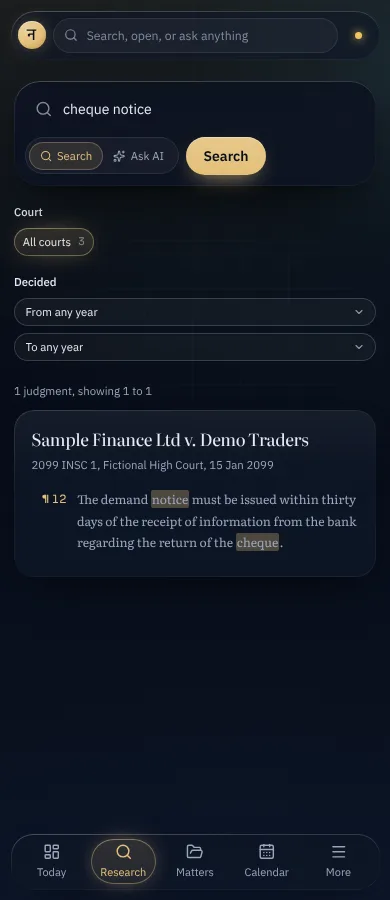 न
Search, open, or ask anything
cheque notice
Search
Ask AI
Search
Court
All courts 3
Decided
From any year
To any year
1 judgment, showing 1 to 1
Sample Finance Ltd v. Demo Traders
2099 INSC 1, Fictional High Court, 15 Jan 2099
¶ 12 The demand notice must be issued within thirty
days of the receipt of information from the bank
regarding the return of the cheque.
Today
Research
Matters
Calendar
More